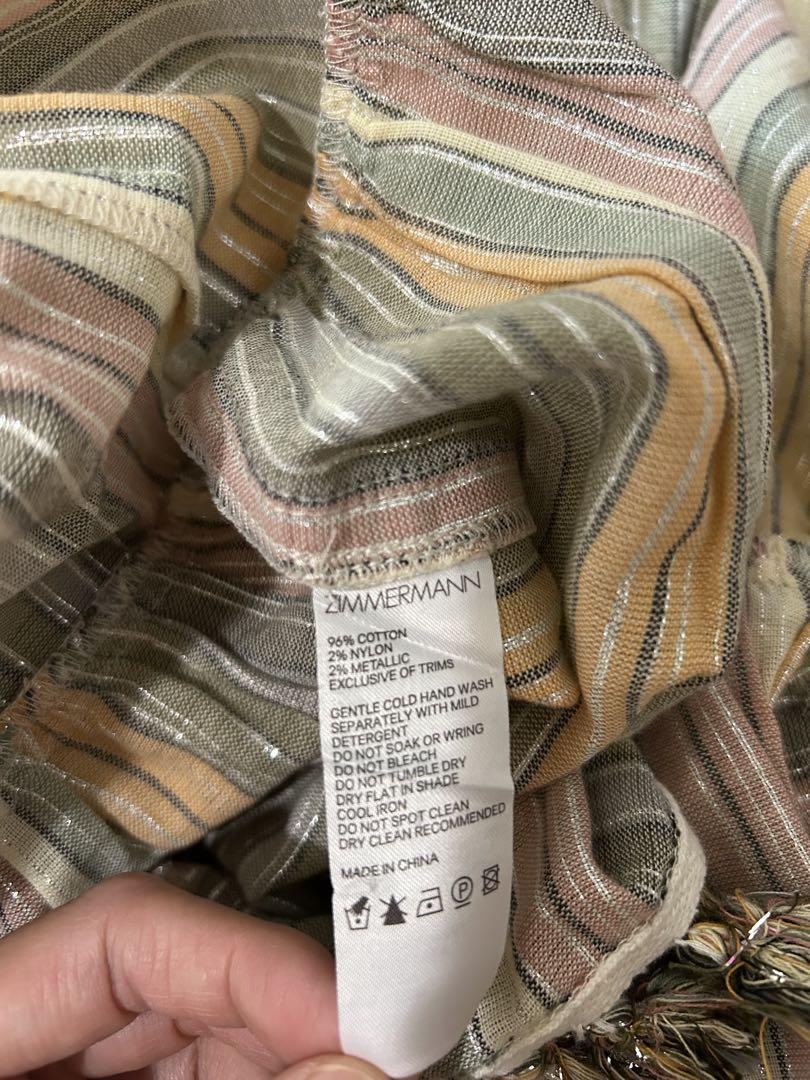 ZIMMERMANN
96% COTTON
2% NYLON
2% METALLIC
EXCLUSIVE OF TRIMS
GENTLE COLD HAND WASH
SEPARATELY WITH MILD
DETERGENT
DO NOT SOAK OR WRING
DO NOT BLEACH
DO NOT TUMBLE DRY
DRY FLAT IN SHADE
COOL IRON
DO NOT SPOT CLEAN
DRY CLEAN RECOMMENDED
MADE IN CHINA
P